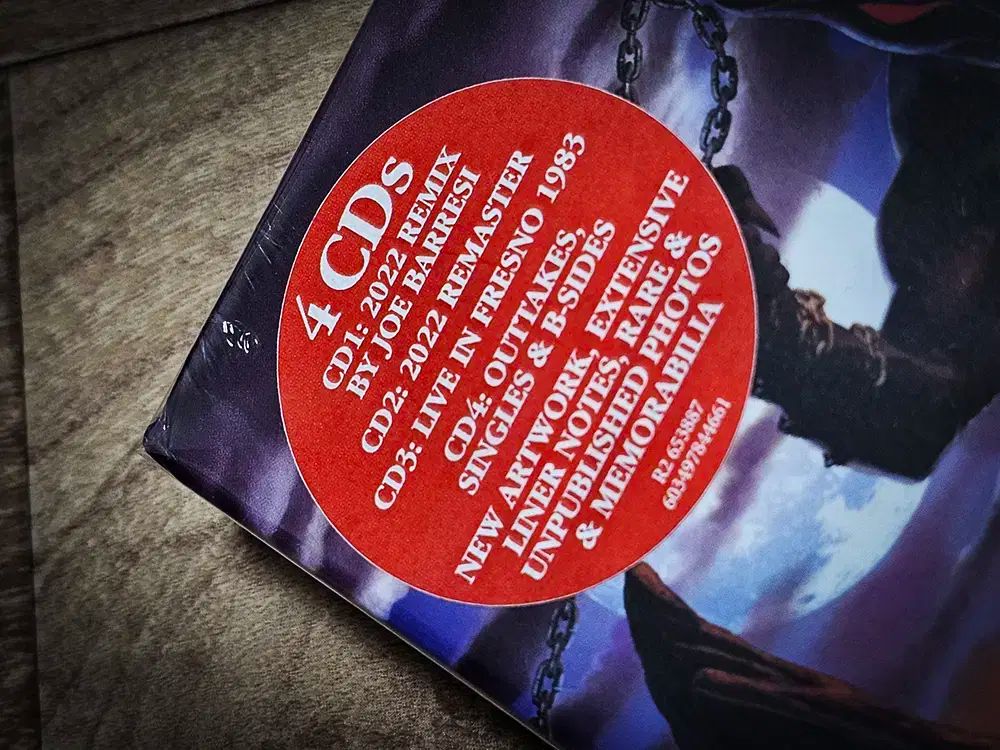 4 CDs
CD1: 2022 REMIX
BY JOE BARRESI
CD2: 2022 REMASTER
CD3: LIVE IN FRESNO 1983
CD4: OUTTAKES,
SINGLES & B-SIDES
NEW ARTWORK, EXTENSIVE
LINER NOTES, RARE &
UNPUBLISHED PHOTOS
& MEMORABILIA
R2 653887
603497844661